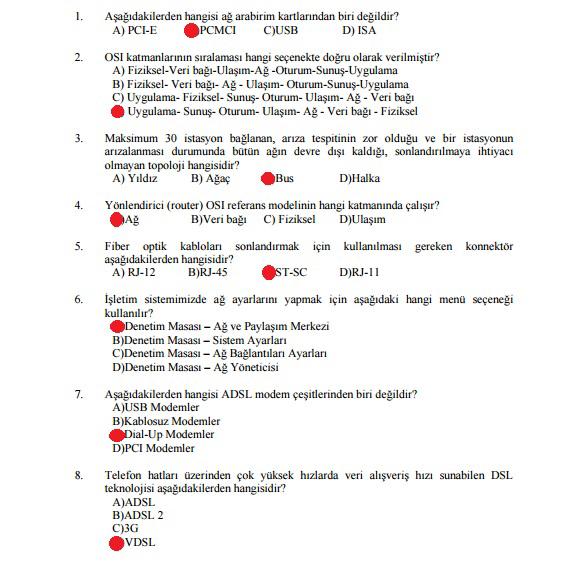 1. Aşağıdakilerden hangisi ağ arabirim kartlarından biri değildir?
A) PCI-E PCMCI C)USB D) ISA
2. OSI katmanlarının sıralaması hangi seçenekte doğru olarak verilmiştir?
A) Fiziksel-Veri bağı-Ulaşım-Ağ -Oturum-Sunuş-Uygulama
B) Fiziksel- Veri bağı- Ağ - Ulaşım- Oturum-Sunuş-Uygulama
C) Uygulama- Fiziksel- Sunuş- Oturum- Ulaşım- Ağ - Veri bağı
Uygulama- Sunuş- Oturum- Ulaşım- Ağ - Veri bağı - Fiziksel
3. Maksimum 30 istasyon bağlanan, arıza tespitinin zor olduğu ve bir istasyonun
arızalanması durumunda bütün ağın devre dışı kaldığı, sonlandırılmaya ihtiyacı
olmayan topoloji hangisidir?
A) Yıldız B) Ağaç Bus D)Halka
4. Yönlendirici (router) OSI referans modelinin hangi katmanında çalışır?
Ağ B)Veri bağı C) Fiziksel D)Ulaşım
5. Fiber optik kabloları sonlandırmak için kullanılması gereken konnektör
aşağıdakilerden hangisidir?
A) RJ-12 B)RJ-45 ST-SC D)RJ-11
6. İşletim sistemimizde ağ ayarlarını yapmak için aşağıdaki hangi menü seçeneği
kullanılır?
Denetim Masası – Ağ ve Paylaşım Merkezi
B)Denetim Masası – Sistem Ayarları
C)Denetim Masası – Ağ Bağlantıları Ayarları
D)Denetim Masası – Ağ Yöneticisi
7. Aşağıdakilerden hangisi ADSL modem çeşitlerinden biri değildir?
A)USB Modemler
B)Kablosuz Modemler
Dial-Up Modemler
D)PCI Modemler
8. Telefon hatları üzerinden çok yüksek hızlarda veri alışveriş hızı sunabilen DSL
teknolojisi aşağıdakilerden hangisidir?
A)ADSL
B)ADSL 2
C)3G
VDSL